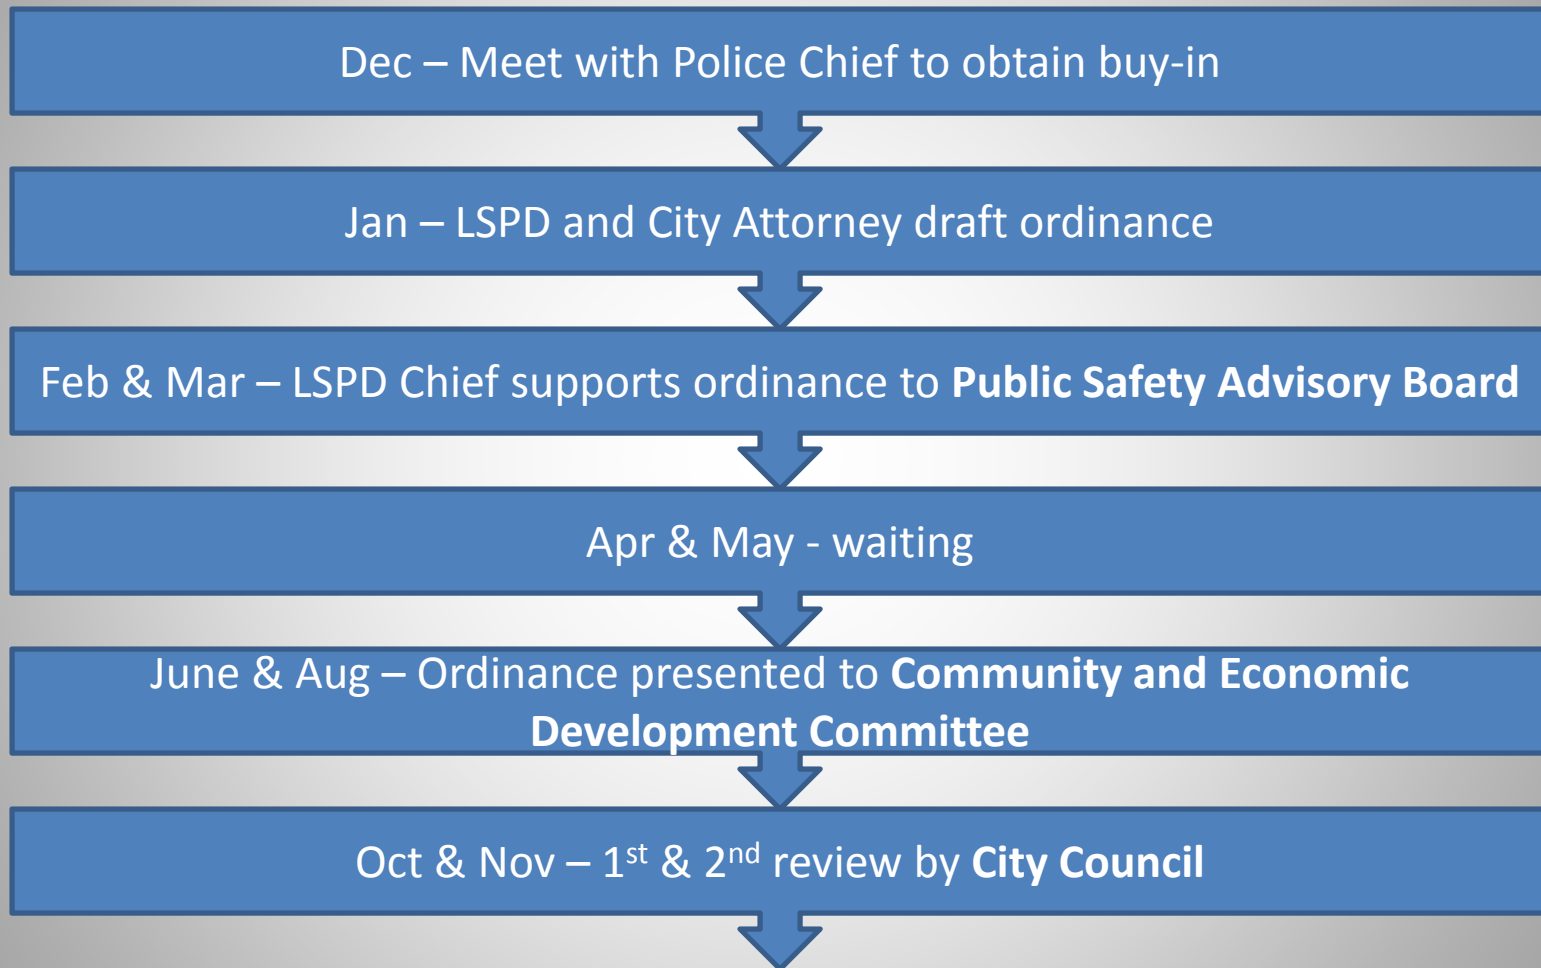 Dec – Meet with Police Chief to obtain buy-in
Jan – LSPD and City Attorney draft ordinance
Feb & Mar – LSPD Chief supports ordinance to Public Safety Advisory Board
Apr & May - waiting
June & Aug – Ordinance presented to Community and Economic
Development Committee
Oct & Nov – 1st & 2nd review by City Council